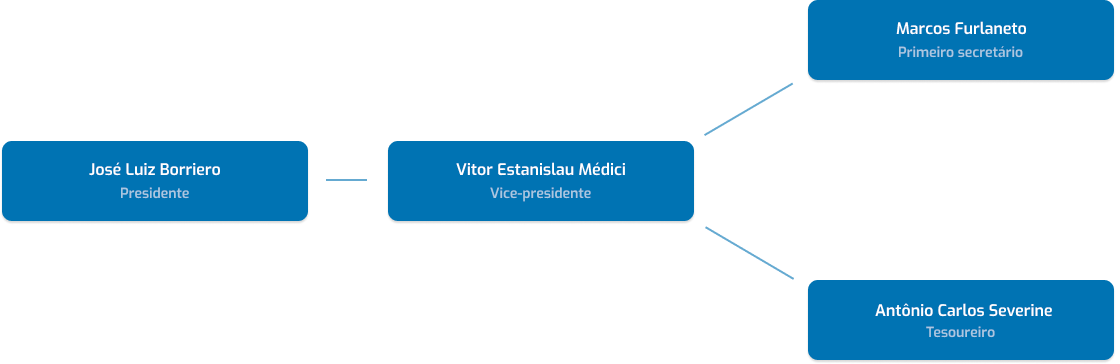 Marcos Furlaneto
Primeiro secretário
José Luiz Borriero
Presidente
Vitor Estanislau Médici
Vice-presidente
Antônio Carlos Severine
Tesoureiro